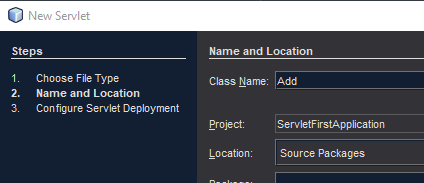 New Servlet
Steps
1. Choose File Type
2. Name and Location
3. Configure Servlet Deployment
Name and Location
Class Name: Add
Project: ServletFirstApplication
Location: Source Packages
Package: